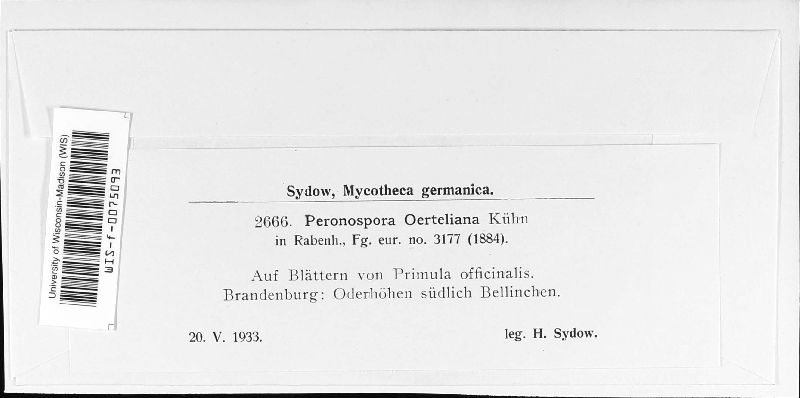 University of Wisconsin-Madison (WIS)
WIS-f-0075093
Sydow, Mycotheca germanica.
2666. Peronospora Oerteliana Kühn
in Rabenh., Fg. eur. no. 3177 (1884).
Auf Blättern von Primula officinalis.
Brandenburg: Oderhöhen südlich Bellinchen.
20. V. 1933. leg. H. Sydow.